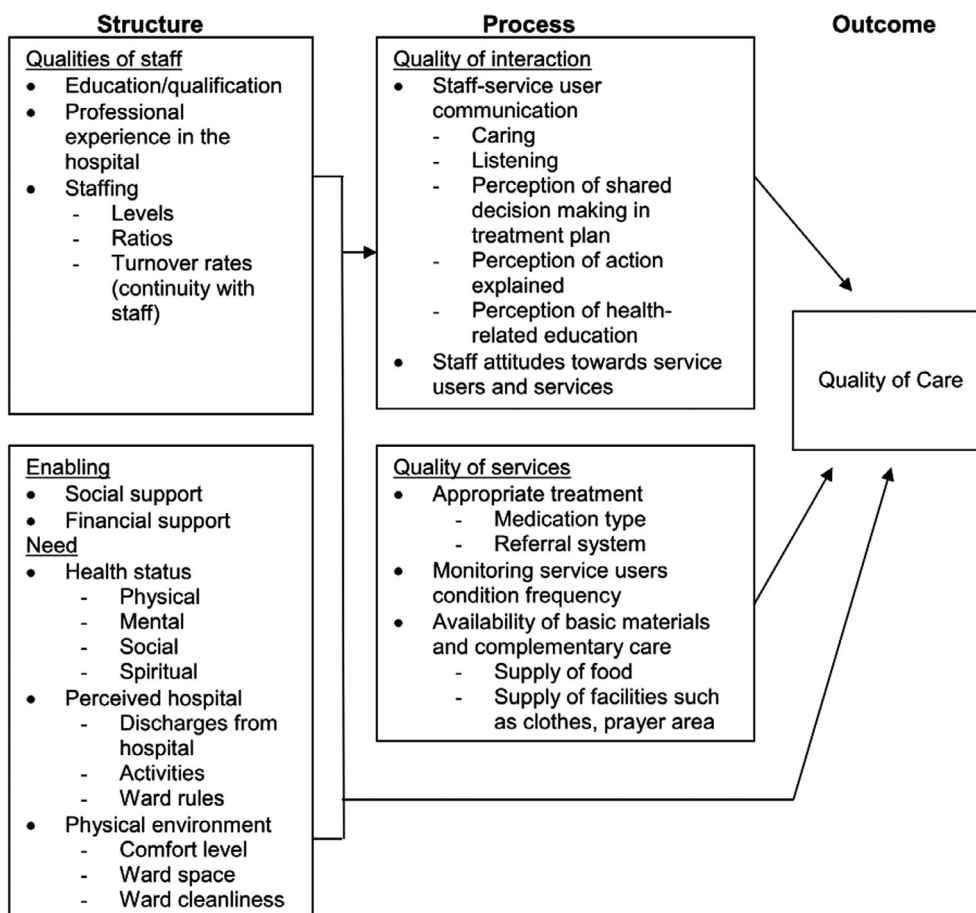 Structure
Qualities of staff
• Education/qualification
• Professional
experience in the
hospital
• Staffing
- Levels
- Ratios
- Turnover rates
(continuity with
staff)
Enabling
• Social support
• Financial support
Need
• Health status
- Physical
- Mental
- Social
- Spiritual
• Perceived hospital
- Discharges from
hospital
- Activities
- Ward rules
• Physical environment
- Comfort level
- Ward space
- Ward cleanliness
Process
Quality of interaction
• Staff-service user
communication
- Caring
- Listening
- Perception of shared
decision making in
treatment plan
- Perception of action
explained
- Perception of health-
related education
• Staff attitudes towards service
users and services
Quality of services
• Appropriate treatment
- Medication type
- Referral system
• Monitoring service users
condition frequency
• Availability of basic materials
and complementary care
- Supply of food
- Supply of facilities such
as clothes, prayer area
Outcome
Quality of Care